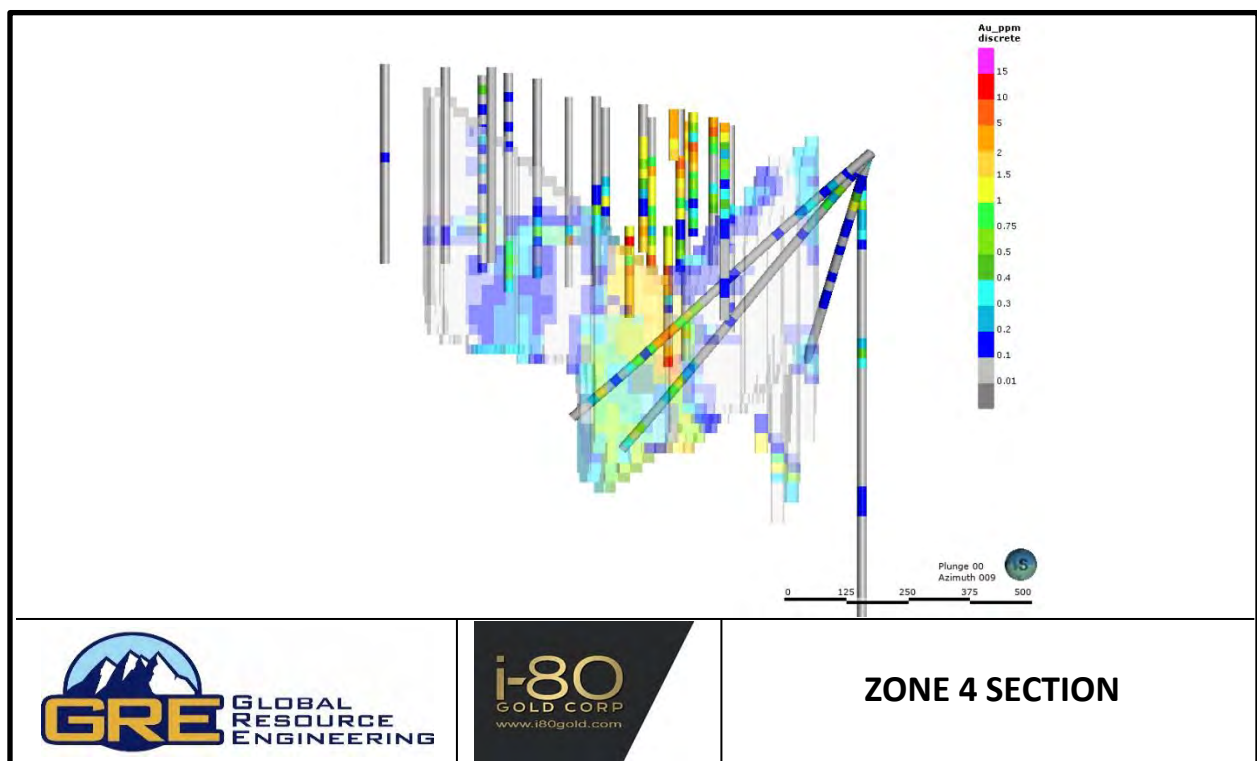 Au_ppm
discrete
15
10
5
2
1.5
1
0.75
0.5
0.4
0.3
0.2
0.1
0.01
Plunge 00
Azimuth 009
S
0 125 250 375 500
GRE
GLOBAL
RESOURCE
ENGINEERING
i-80
GOLD CORP
www.i80gold.com
ZONE 4 SECTION